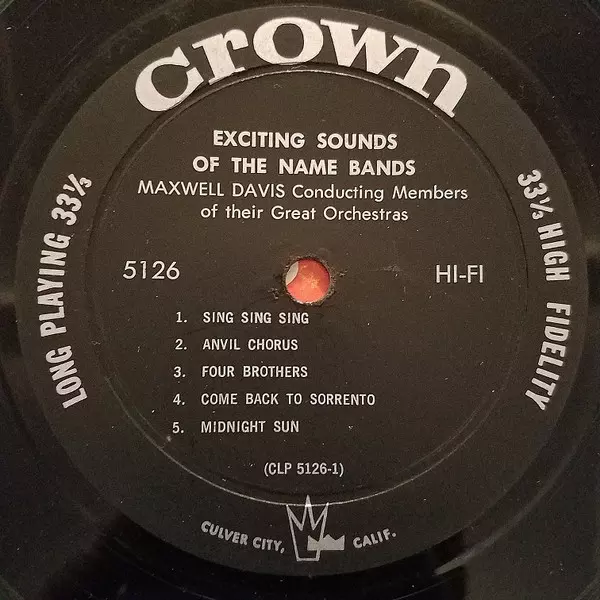 crown
EXCITING SOUNDS
OF THE NAME BANDS
MAXWELL DAVIS Conducting Members
of their Great Orchestras
LONG PLAYING 33⅓
33⅓ HIGH FIDELITY
5126
HI-FI
1. SING SING SING
2. ANVIL CHORUS
3. FOUR BROTHERS
4. COME BACK TO SORRENTO
5. MIDNIGHT SUN
(CLP 5126-1)
CULVER CITY, CALIF.